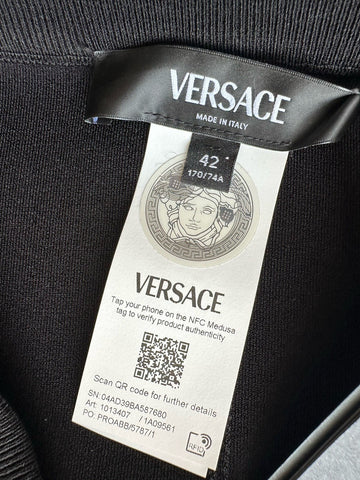 VERSACE
MADE IN ITALY
42
170/74A
VERSACE
Tap your phone on the NFC Medusa
tag to verify product authenticity
Scan QR code for further details
SN: 04AD39BA587680
Art: 1013407 /1A09561
PO: PROABB/5787/1
RFID